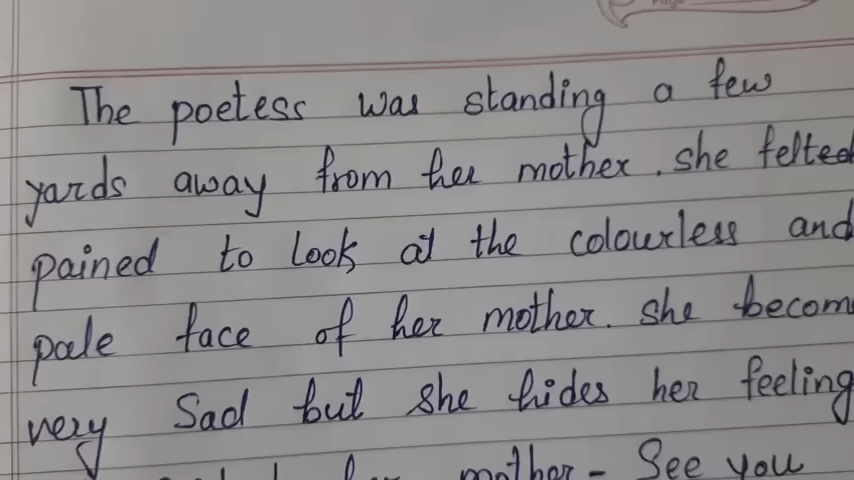 The poetess was standing a few
yards away from her mother. she felted
pained to look at the colourless and
pale face of her mother. she becom
very Sad but she hides her feeling
mother - See you